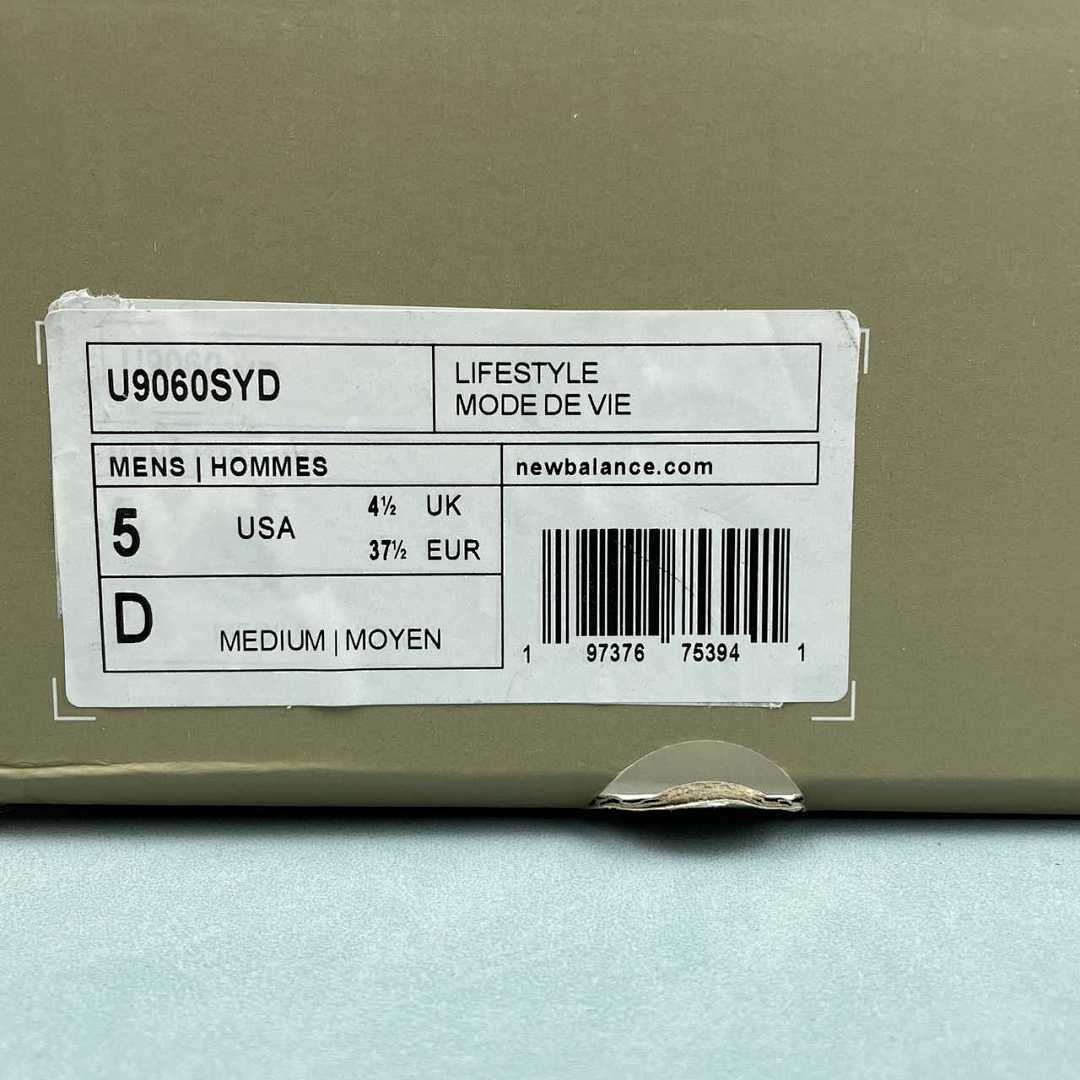 U9060SYD
LIFESTYLE
MODE DE VIE
MENS | HOMMES
newbalance.com
5 USA
4½ UK
37½ EUR
D MEDIUM | MOYEN
1 97376 75394 1